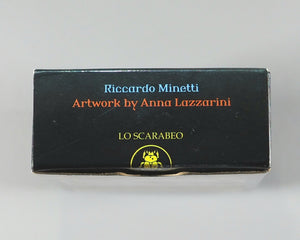 Riccardo Minetti
Artwork by Anna Lazzarini
LO SCARABEO